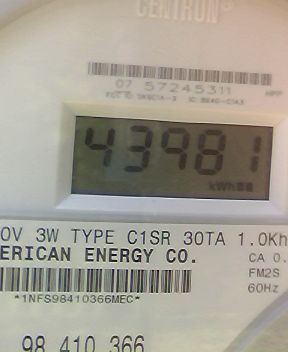 CENTRON®
07 57245311
43981
kWh
0V 3W TYPE C1SR 30TA 1.0Kh
ERICAN ENERGY CO.
CA 0.
FM2S
*1NFS98410366MEC*
60Hz
98 410 366